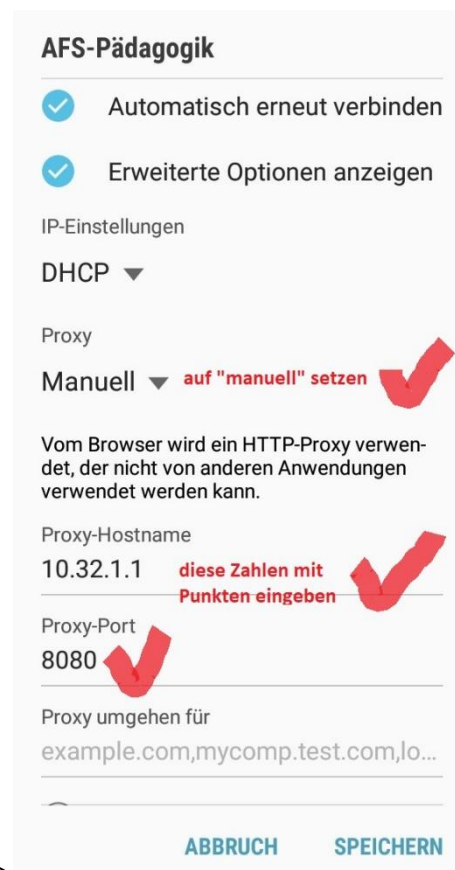 AFS-Pädagogik
Automatisch erneut verbinden
Erweiterte Optionen anzeigen
IP-Einstellungen
DHCP
Proxy
Manuell auf "manuell" setzen
Vom Browser wird ein HTTP-Proxy verwen-
det, der nicht von anderen Anwendungen
verwendet werden kann.
Proxy-Hostname
10.32.1.1 diese Zahlen mit
Punkten eingeben
Proxy-Port
8080
Proxy umgehen für
example.com,mycomp.test.com,lo...
ABBRUCH SPEICHERN